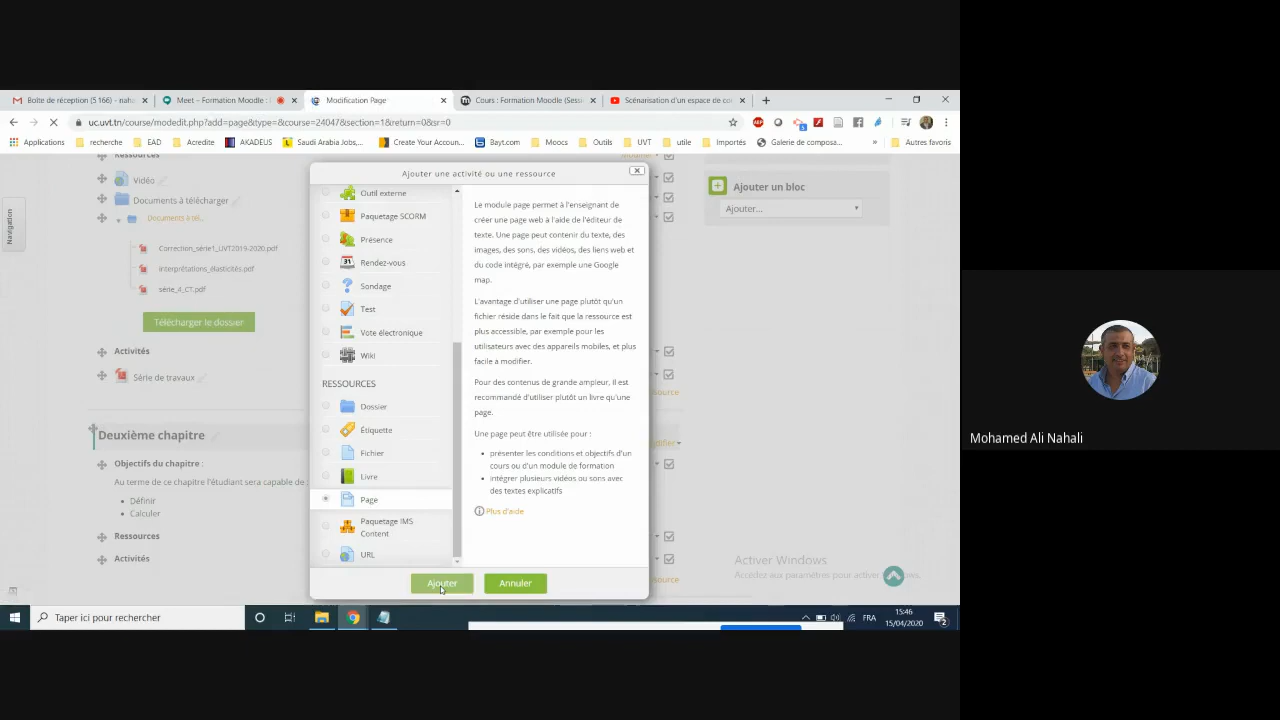 Boîte de réception (5 166) - naha
Meet – Formation Moodle :
Modification Page
Cours : Formation Moodle (Sessi
Scénarisation d'un espace de co
uc.uvt.tn/course/modedit.php?add=page&type=&course=24047&section=1&return=0&sr=0
Applications
recherche
EAD
Acredite
AKADEUS
Saudi Arabia Jobs,...
Create Your Accoun...
Bayt.com
Moocs
Outils
UVT
utile
Importés
Galerie de composa...
»
Autres favoris
Navigation
Ressources
Vidéo
Documents à télécharger
Documents à tél...
Correction_serie1_UVT2019-2020.pdf
interprétations_élasticités.pdf
série_4_CT.pdf
Télécharger le dossier
Activités
Série de travaux
Deuxième chapitre
Objectifs du chapitre :
Au terme de ce chapitre l'étudiant sera capable de
Définir
Calculer
Ressources
Activités
Ajouter une activité ou une ressource
Outil externe
Paquetage SCORM
Présence
Rendez-vous
Sondage
Test
Vote électronique
Wiki
RESSOURCES
Dossier
Étiquette
Fichier
Livre
Page
Paquetage IMS
Content
URL
Le module page permet à l'enseignant de
créer une page web à l'aide de l'éditeur de
texte. Une page peut contenir du texte, des
images, des sons, des vidéos, des liens web et
du code intégré, par exemple une Google
map.
L'avantage d'utiliser une page plutôt qu'un
fichier réside dans le fait que la ressource est
plus accessible, par exemple pour les
utilisateurs avec des appareils mobiles, et plus
facile à modifier.
Pour des contenus de grande ampleur, il est
recommandé d'utiliser plutôt un livre qu'une
page.
Une page peut être utilisée pour :
présenter les conditions et objectifs d'un
cours ou d'un module de formation
intégrer plusieurs vidéos ou sons avec
des textes explicatifs
Plus d'aide
Ajouter
Annuler
Ajouter un bloc
Ajouter...
Activer Windows
Accédez aux paramètres pour activer
Taper ici pour rechercher
FRA
15:46
15/04/2020
2
Mohamed Ali Nahali